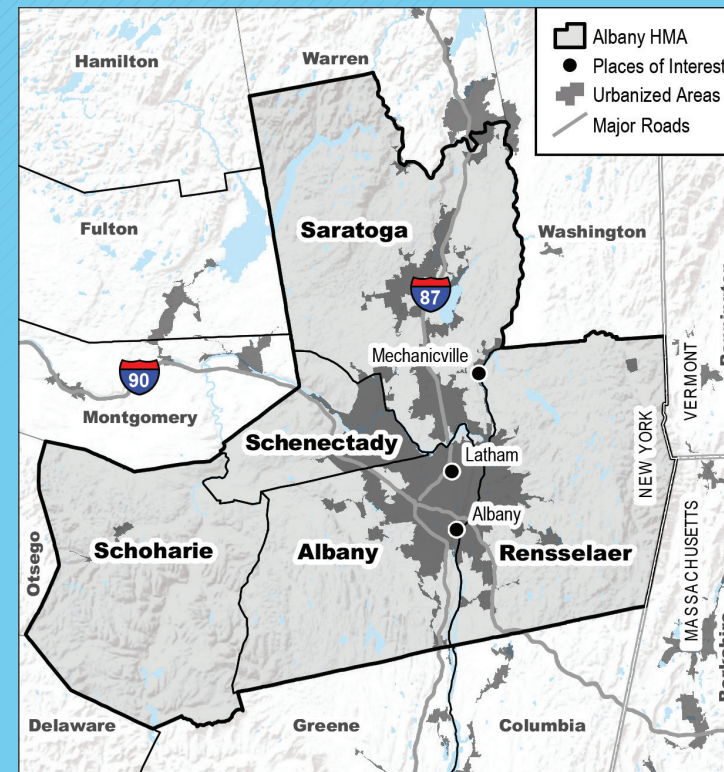 Albany HMA
Places of Interest
Urbanized Areas
Major Roads
Hamilton
Warren
Fulton
Saratoga
Washington
87
Mechanicville
90
Montgomery
VERMONT
NEW YORK
Schenectady
Latham
Albany
Otsego
Schoharie
Albany
Rensselaer
MASSACHUSETTS
Delaware
Greene
Columbia